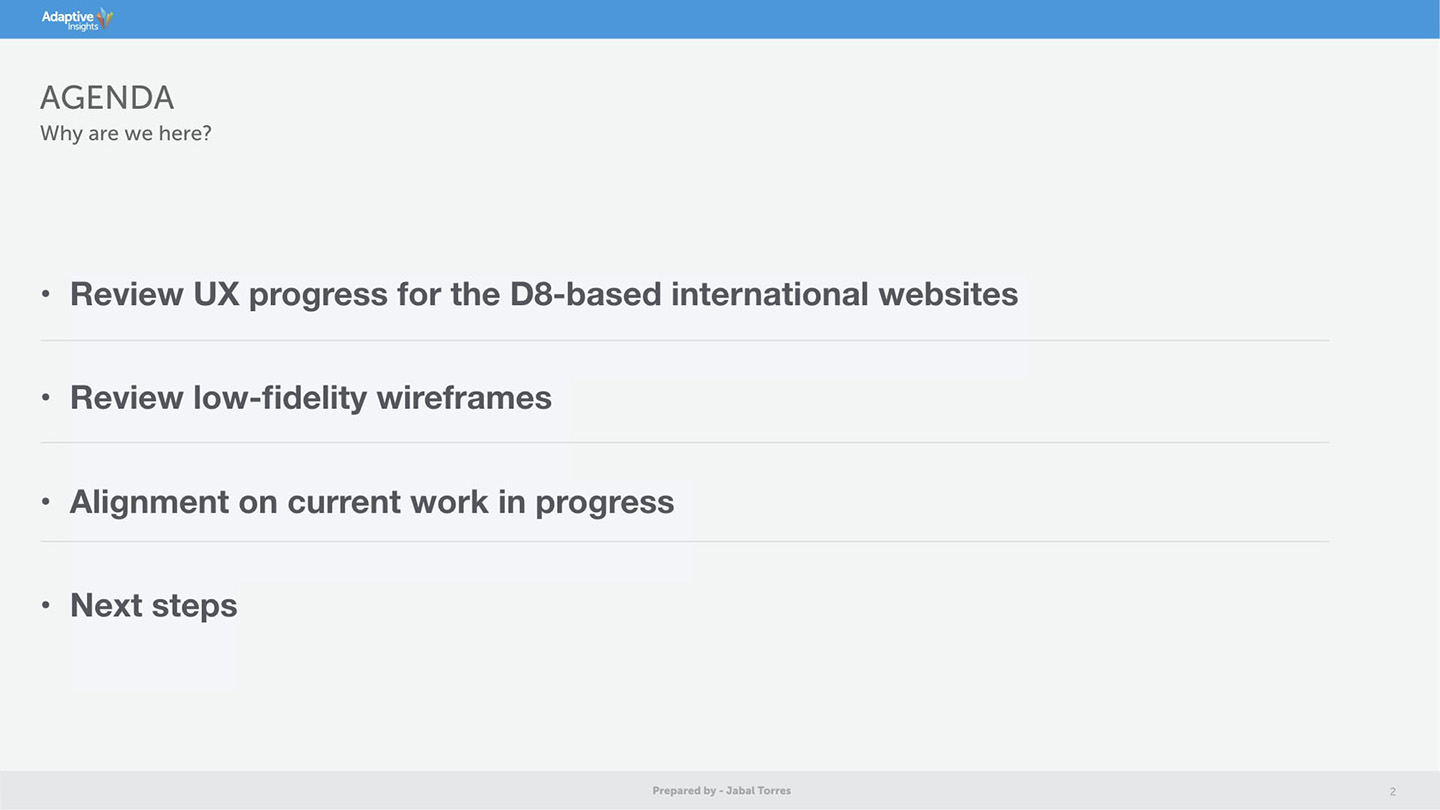 Adaptive
Insights
AGENDA
Why are we here?
• Review UX progress for the D8-based international websites
• Review low-fidelity wireframes
• Alignment on current work in progress
• Next steps
Prepared by - Jabal Torres
2